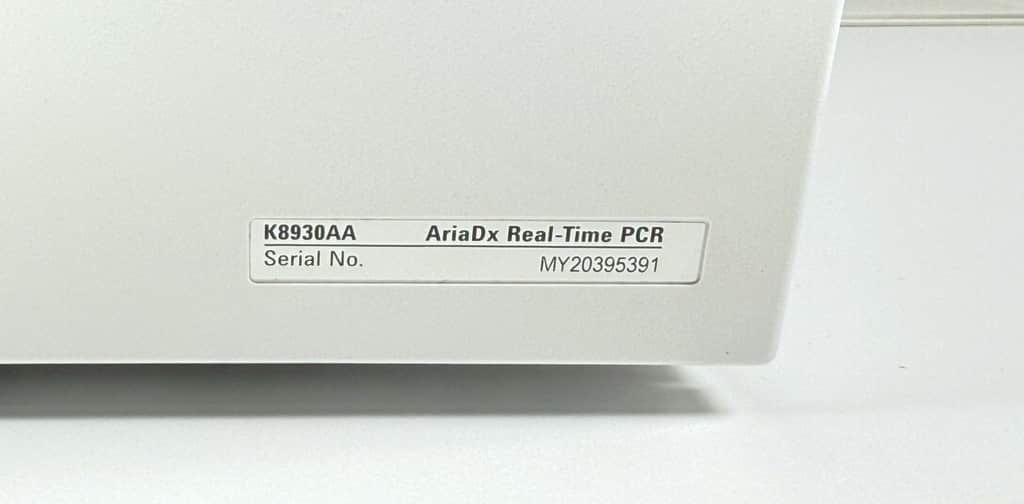 K8930AA AriaDx Real-Time PCR
Serial No. MY20395391